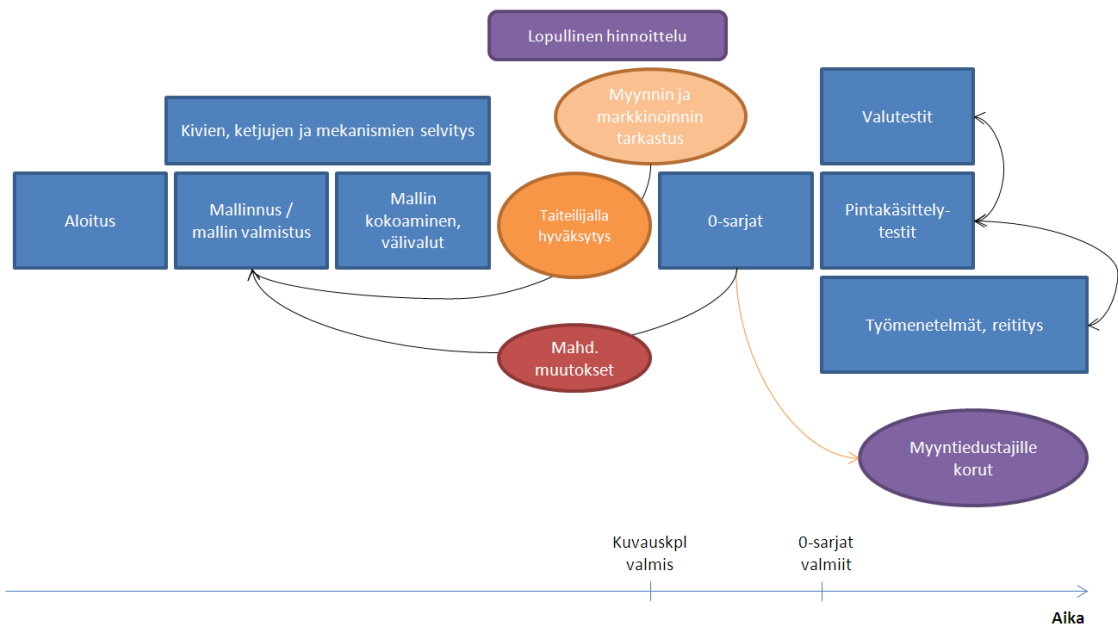 Lopullinen hinnoittelu
Myynnin ja
markkinoinnin
tarkastus
Valutestit
Kivien, ketjujen ja mekanismien selvitys
Aloitus
Mallinnus /
mallin valmistus
Mallin
kokoaminen,
välivalut
Taiteilijalla
hyväksytys
0-sarjat
Pintakäsittely-
testit
Työmenetelmät, reititys
Mahd.
muutokset
Myyntiedustajille
korut
Kuvauskpl
valmis
0-sarjat
valmiit
Aika